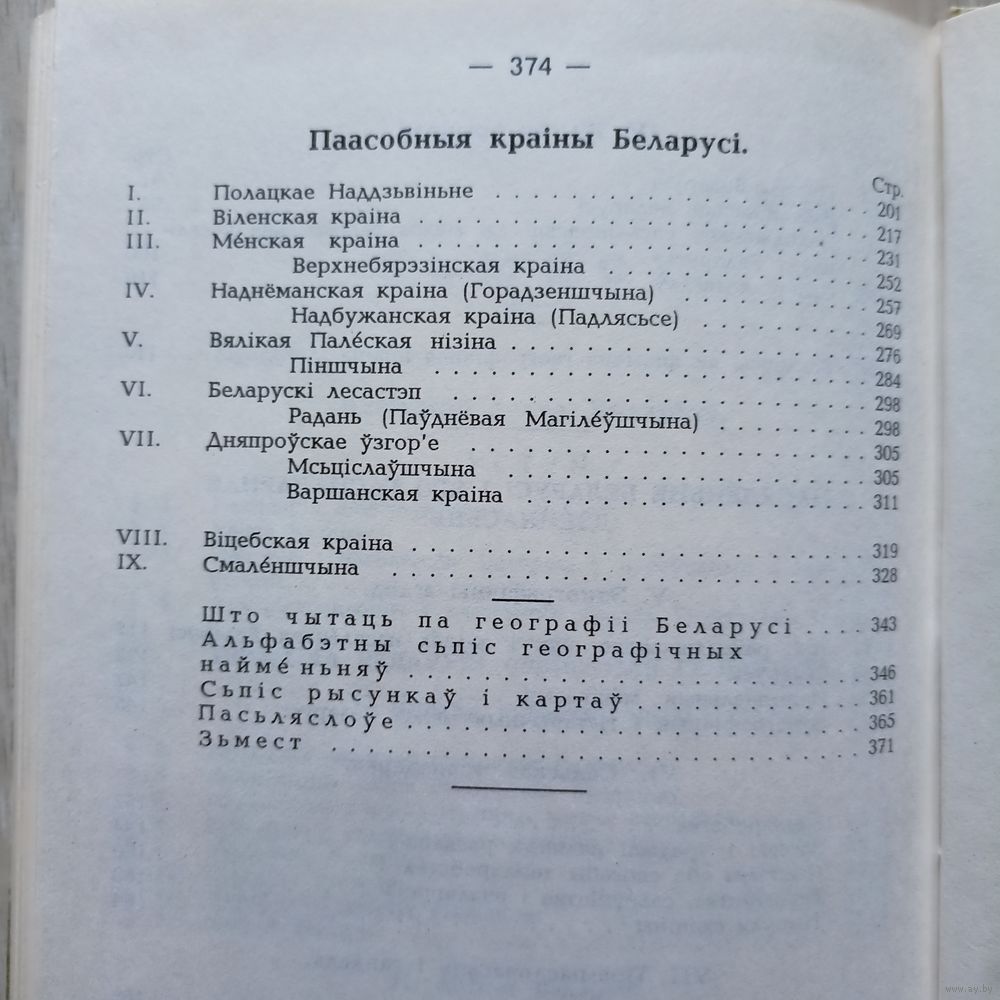 — 374 —
Паасобныя краіны Беларусі.
Стр.
I. Полацкае Наддзьвіньне . . . . . . . . . . . . . . . . . 201
II. Віленская краіна . . . . . . . . . . . . . . . . . . . . 217
III. Ме́нская краіна . . . . . . . . . . . . . . . . . . . . 231
Верхнебярэзінская краіна . . . . . . . . . . . . 252
IV. Наднёманская краіна (Горадзеншчына) . . . . . . . . . 257
Надбужанская краіна (Падлясьсе) . . . . . . . . 269
V. Вялікая Пале́ская нізіна . . . . . . . . . . . . . . . . 276
Піншчына . . . . . . . . . . . . . . . . . . . 284
VI. Беларускі лесастэп . . . . . . . . . . . . . . . . . . 298
Радань (Паўднёвая Магіле́ўшчына) . . . . . . . 298
VII. Дняпроўскае ўзгор'е . . . . . . . . . . . . . . . . . 305
Мсьціслаўшчына . . . . . . . . . . . . . . . 305
Варшанская краіна . . . . . . . . . . . . . . 311
VIII. Віцебская краіна . . . . . . . . . . . . . . . . . . . 319
IX. Смале́ншчына . . . . . . . . . . . . . . . . . . . . . 328
Што чытаць па географіі Беларусі . . . . 343
Альфабэтны сьпіс географічных
найме́ньняў . . . . . . . . . . . . . . . . . . . . 346
Сьпіс рысункаў і картаў . . . . . . . . . . 361
Пасьляслоўе . . . . . . . . . . . . . . . . . . . . 365
Зьмест . . . . . . . . . . . . . . . . . . . . . . . . 371
www.ay.by